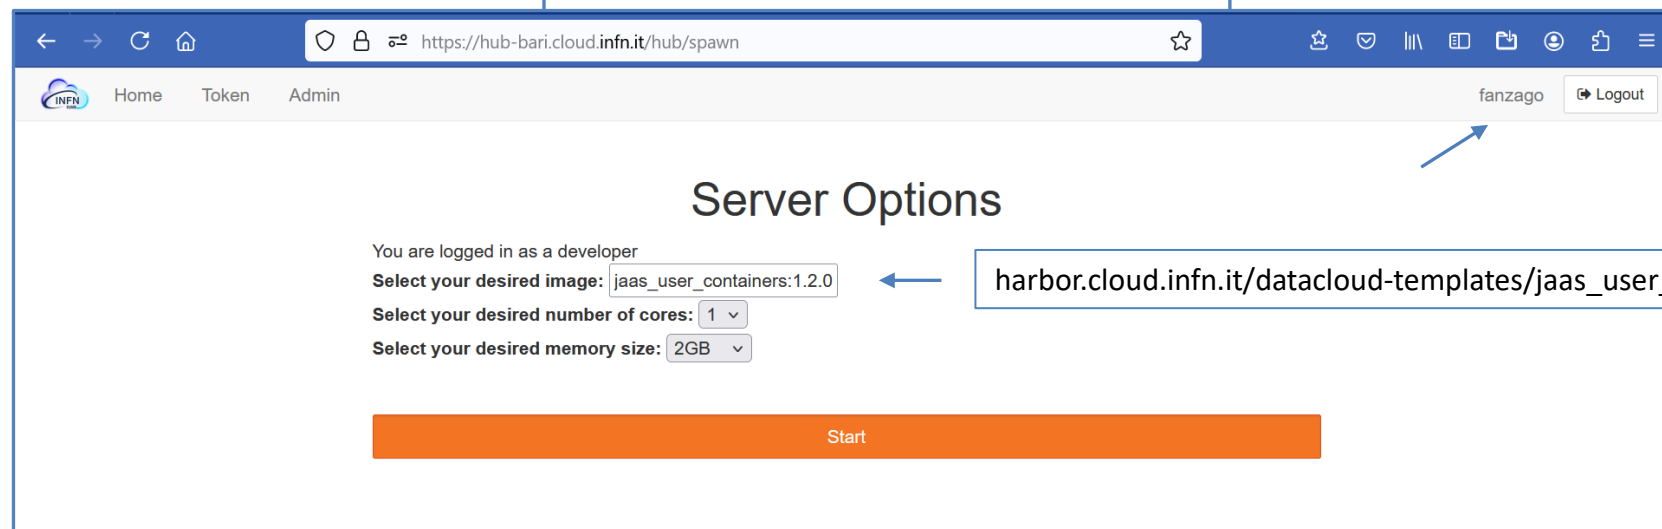 https://hub-bari.cloud.infn.it/hub/spawn
INFN
Home Token Admin fanzago Logout
Server Options
You are logged in as a developer
Select your desired image: jaas_user_containers:1.2.0
harbor.cloud.infn.it/datacloud-templates/jaas_user_
Select your desired number of cores: 1
Select your desired memory size: 2GB
Start